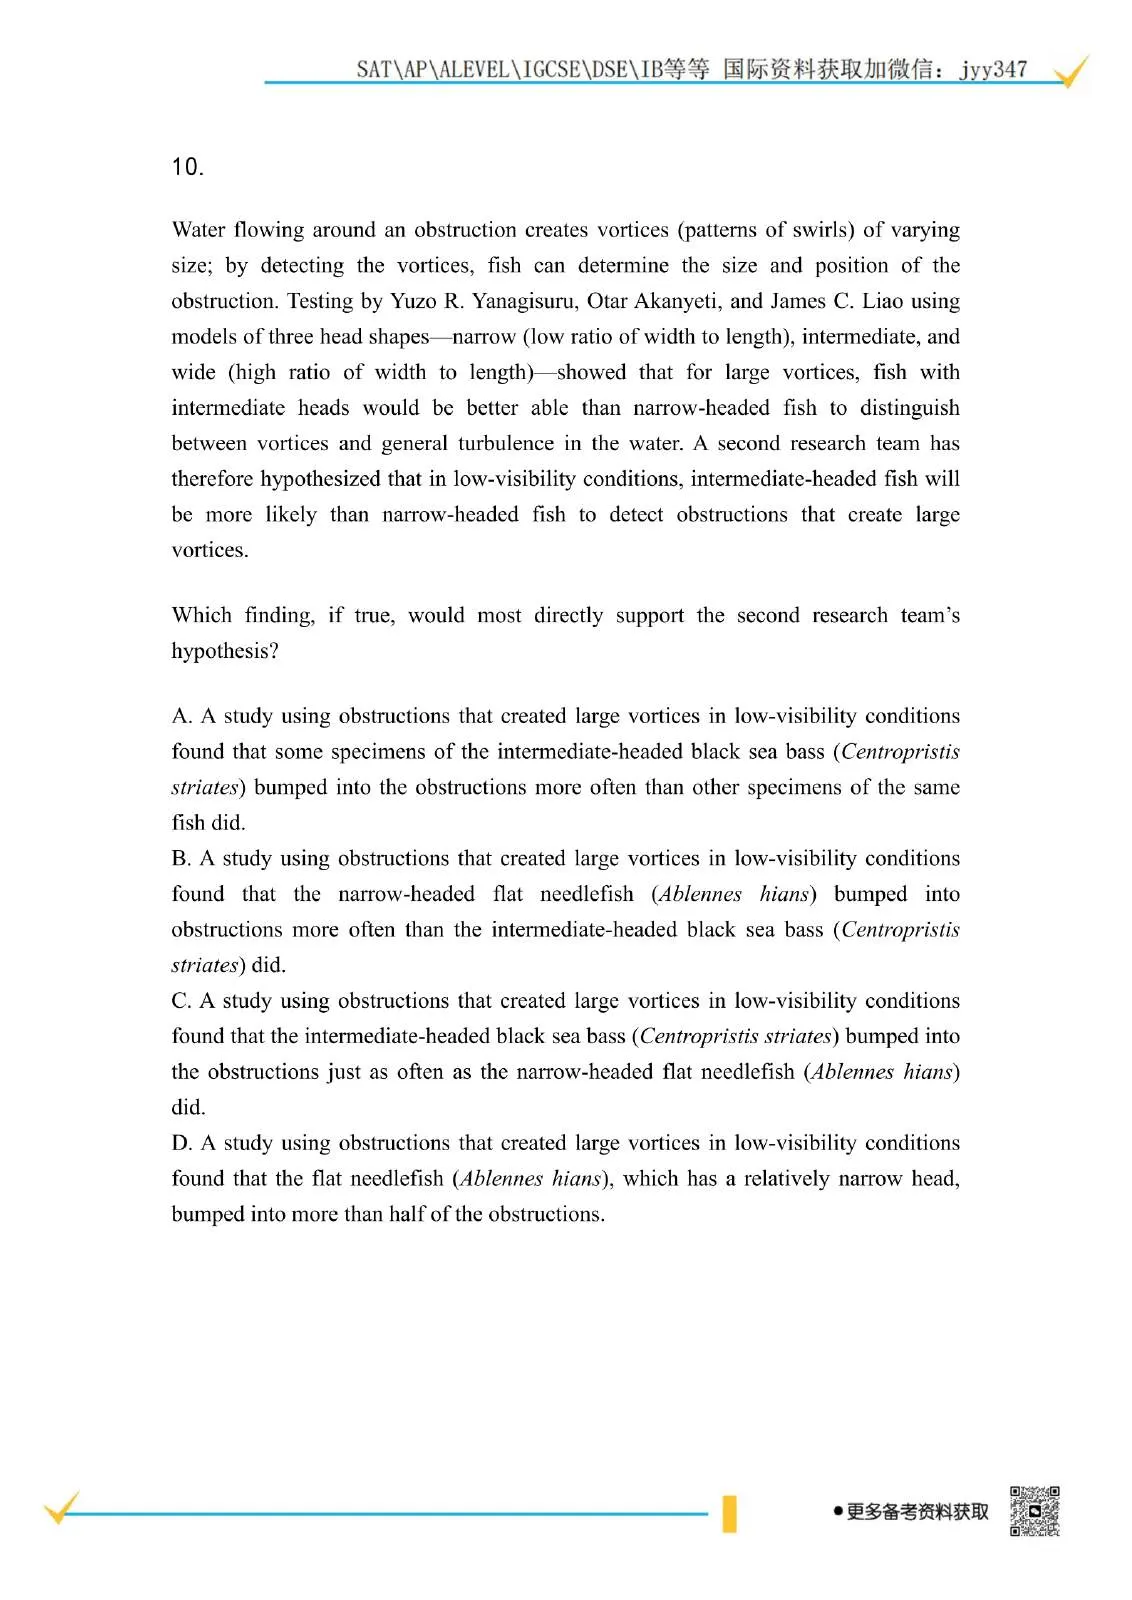 SAT\AP\ALEVEL\IGCSE\DSE\IB等等 国际资料获取加微信：jyy347
10.
Water flowing around an obstruction creates vortices (patterns of swirls) of varying
size; by detecting the vortices, fish can determine the size and position of the
obstruction. Testing by Yuzo R. Yanagisuru, Otar Akanyeti, and James C. Liao using
models of three head shapes—narrow (low ratio of width to length), intermediate, and
wide (high ratio of width to length)—showed that for large vortices, fish with
intermediate heads would be better able than narrow-headed fish to distinguish
between vortices and general turbulence in the water. A second research team has
therefore hypothesized that in low-visibility conditions, intermediate-headed fish will
be more likely than narrow-headed fish to detect obstructions that create large
vortices.
Which finding, if true, would most directly support the second research team’s
hypothesis?
A. A study using obstructions that created large vortices in low-visibility conditions
found that some specimens of the intermediate-headed black sea bass (Centropristis
striates) bumped into the obstructions more often than other specimens of the same
fish did.
B. A study using obstructions that created large vortices in low-visibility conditions
found that the narrow-headed flat needlefish (Ablennes hians) bumped into
obstructions more often than the intermediate-headed black sea bass (Centropristis
striates) did.
C. A study using obstructions that created large vortices in low-visibility conditions
found that the intermediate-headed black sea bass (Centropristis striates) bumped into
the obstructions just as often as the narrow-headed flat needlefish (Ablennes hians)
did.
D. A study using obstructions that created large vortices in low-visibility conditions
found that the flat needlefish (Ablennes hians), which has a relatively narrow head,
bumped into more than half of the obstructions.
●更多备考资料获取